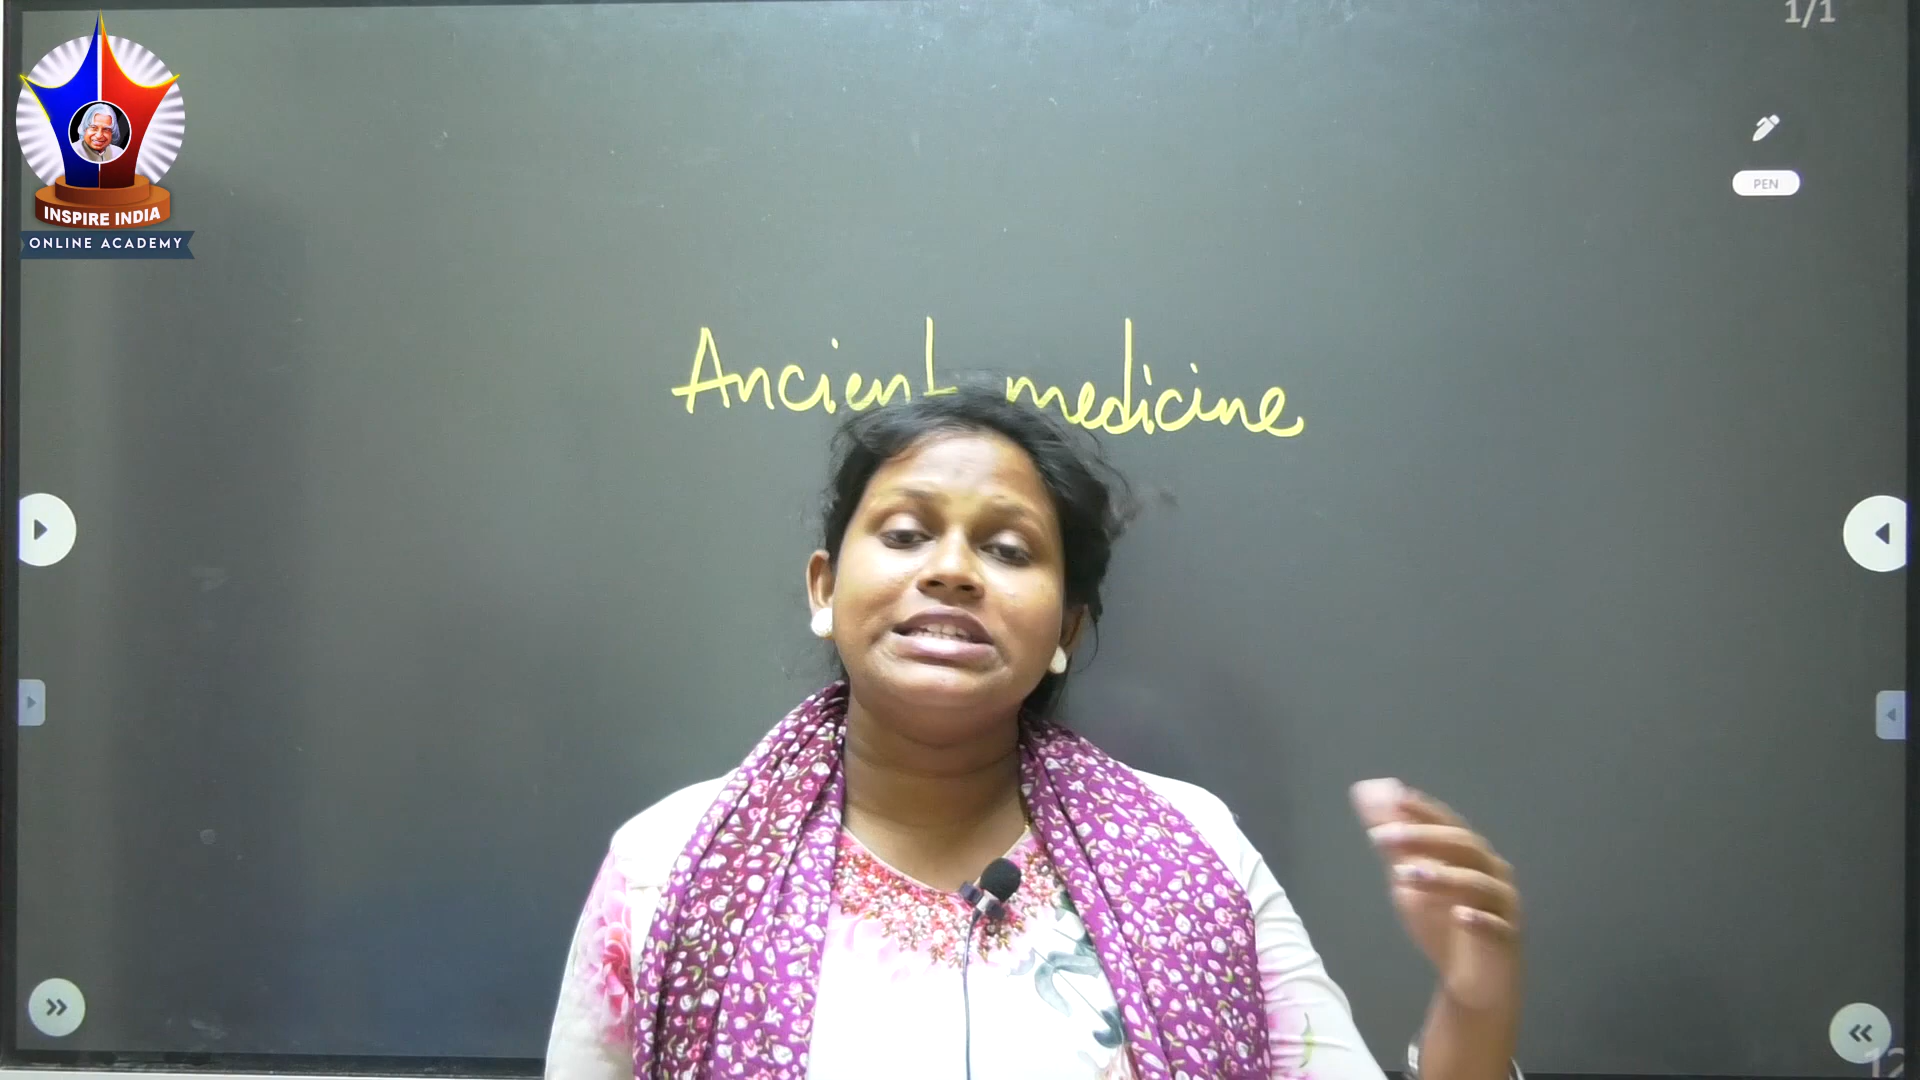 1/1
INSPIRE INDIA
ONLINE ACADEMY
PEN
Ancient medicine